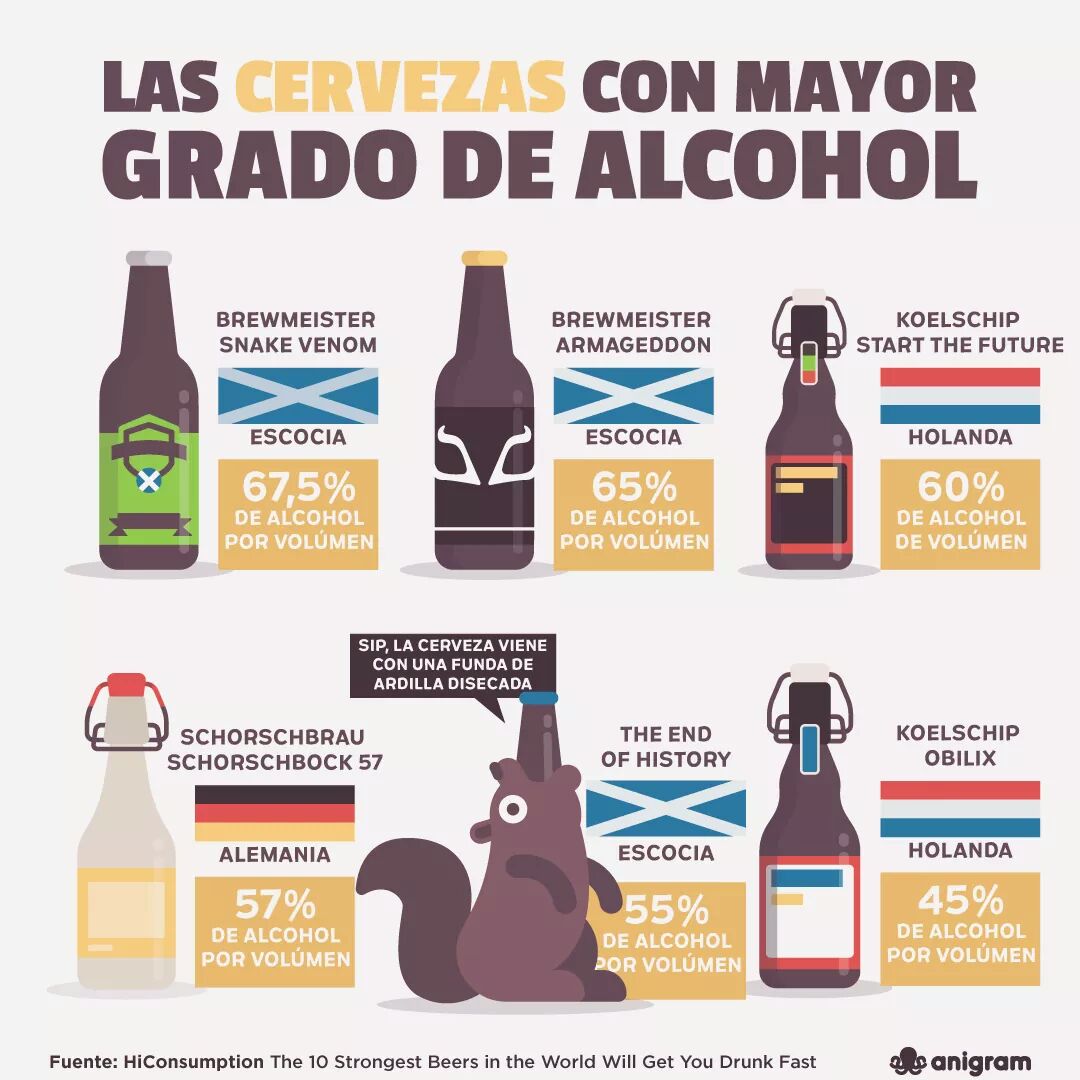 LAS CERVEZAS CON MAYOR
GRADO DE ALCOHOL
BREWMEISTER
SNAKE VENOM
ESCOCIA
67,5%
DE ALCOHOL
POR VOLÚMEN
BREWMEISTER
ARMAGEDDON
ESCOCIA
65%
DE ALCOHOL
POR VOLÚMEN
KOELSCHIP
START THE FUTURE
HOLANDA
60%
DE ALCOHOL
DE VOLÚMEN
SCHORSCHBRAU
SCHORSCHBOCK 57
ALEMANIA
57%
DE ALCOHOL
POR VOLÚMEN
SIP, LA CERVEZA VIENE
CON UNA FUNDA DE
ARDILLA DISECADA
THE END
OF HISTORY
ESCOCIA
55%
DE ALCOHOL
POR VOLÚMEN
KOELSCHIP
OBILIX
HOLANDA
45%
DE ALCOHOL
POR VOLÚMEN
Fuente: HiConsumption The 10 Strongest Beers in the World Will Get You Drunk Fast
anigram